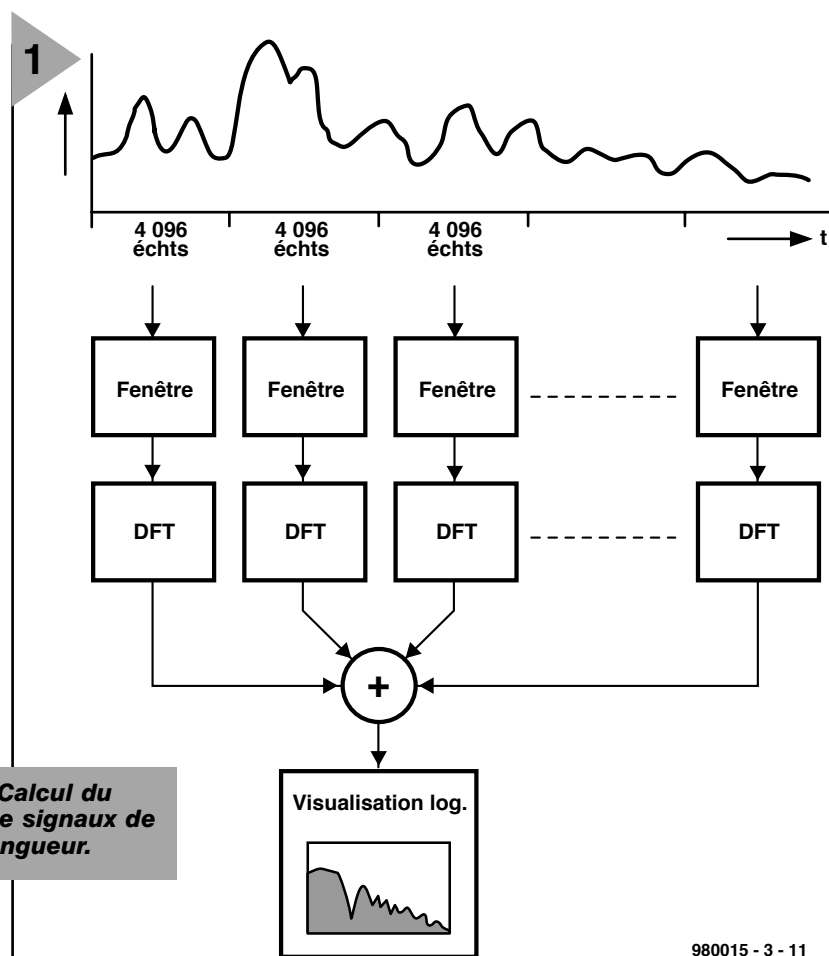 1
4 096
échts
4 096
échts
4 096
échts
t
Fenêtre
Fenêtre
Fenêtre
Fenêtre
DFT
DFT
DFT
DFT
+
Visualisation log.
Calcul du
e signaux de
ngueur.
980015 - 3 - 11